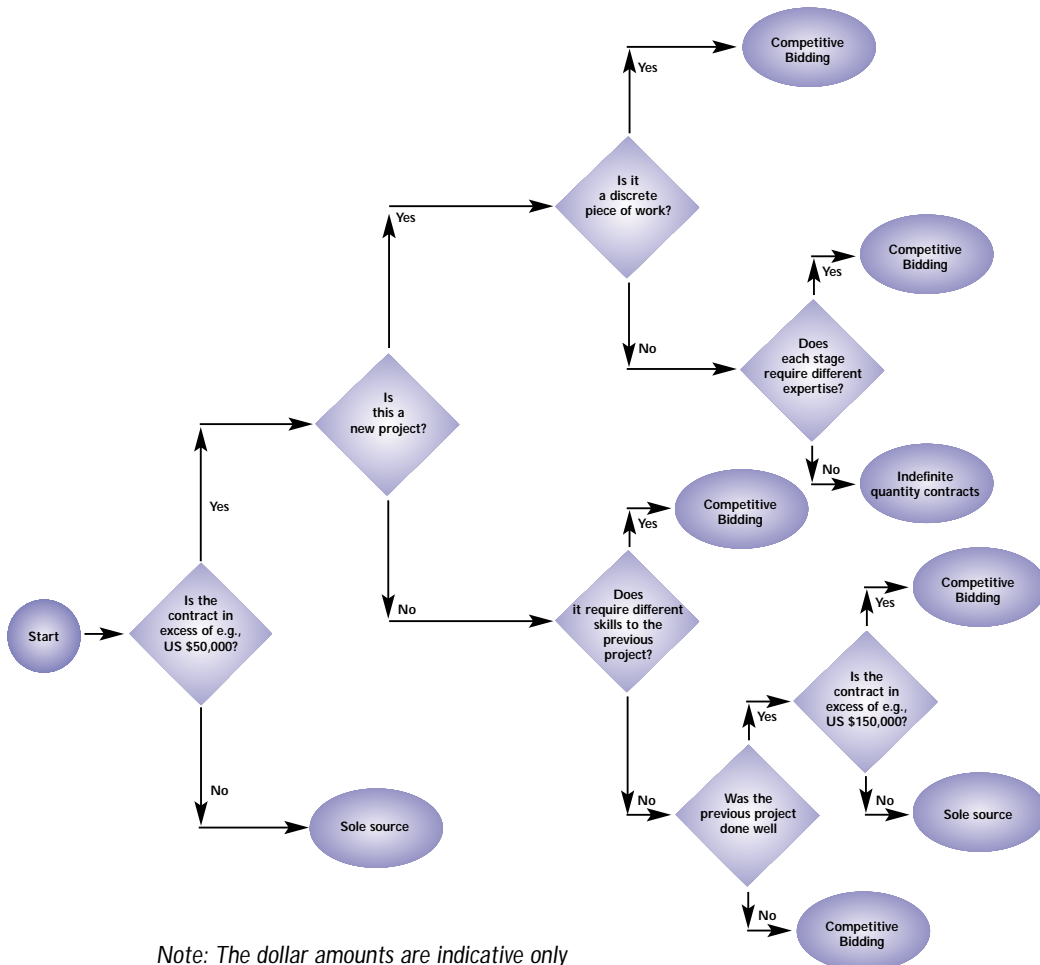 Competitive
Bidding
Yes
Is it
a discrete
piece of work?
Yes
Competitive
Bidding
Yes
No
Does
each stage
require different
expertise?
Is
this a
new project?
No
Indefinite
quantity contracts
Yes
Competitive
Bidding
Yes
Is the
contract in
excess of e.g.,
US $50,000?
Start
No
Does
it require different
skills to the
previous
project?
Competitive
Bidding
Yes
Is the
contract in
excess of e.g.,
US $150,000?
Yes
No
Sole source
No
Was the
previous project
done well
No
Sole source
No
Competitive
Bidding
Note: The dollar amounts are indicative only